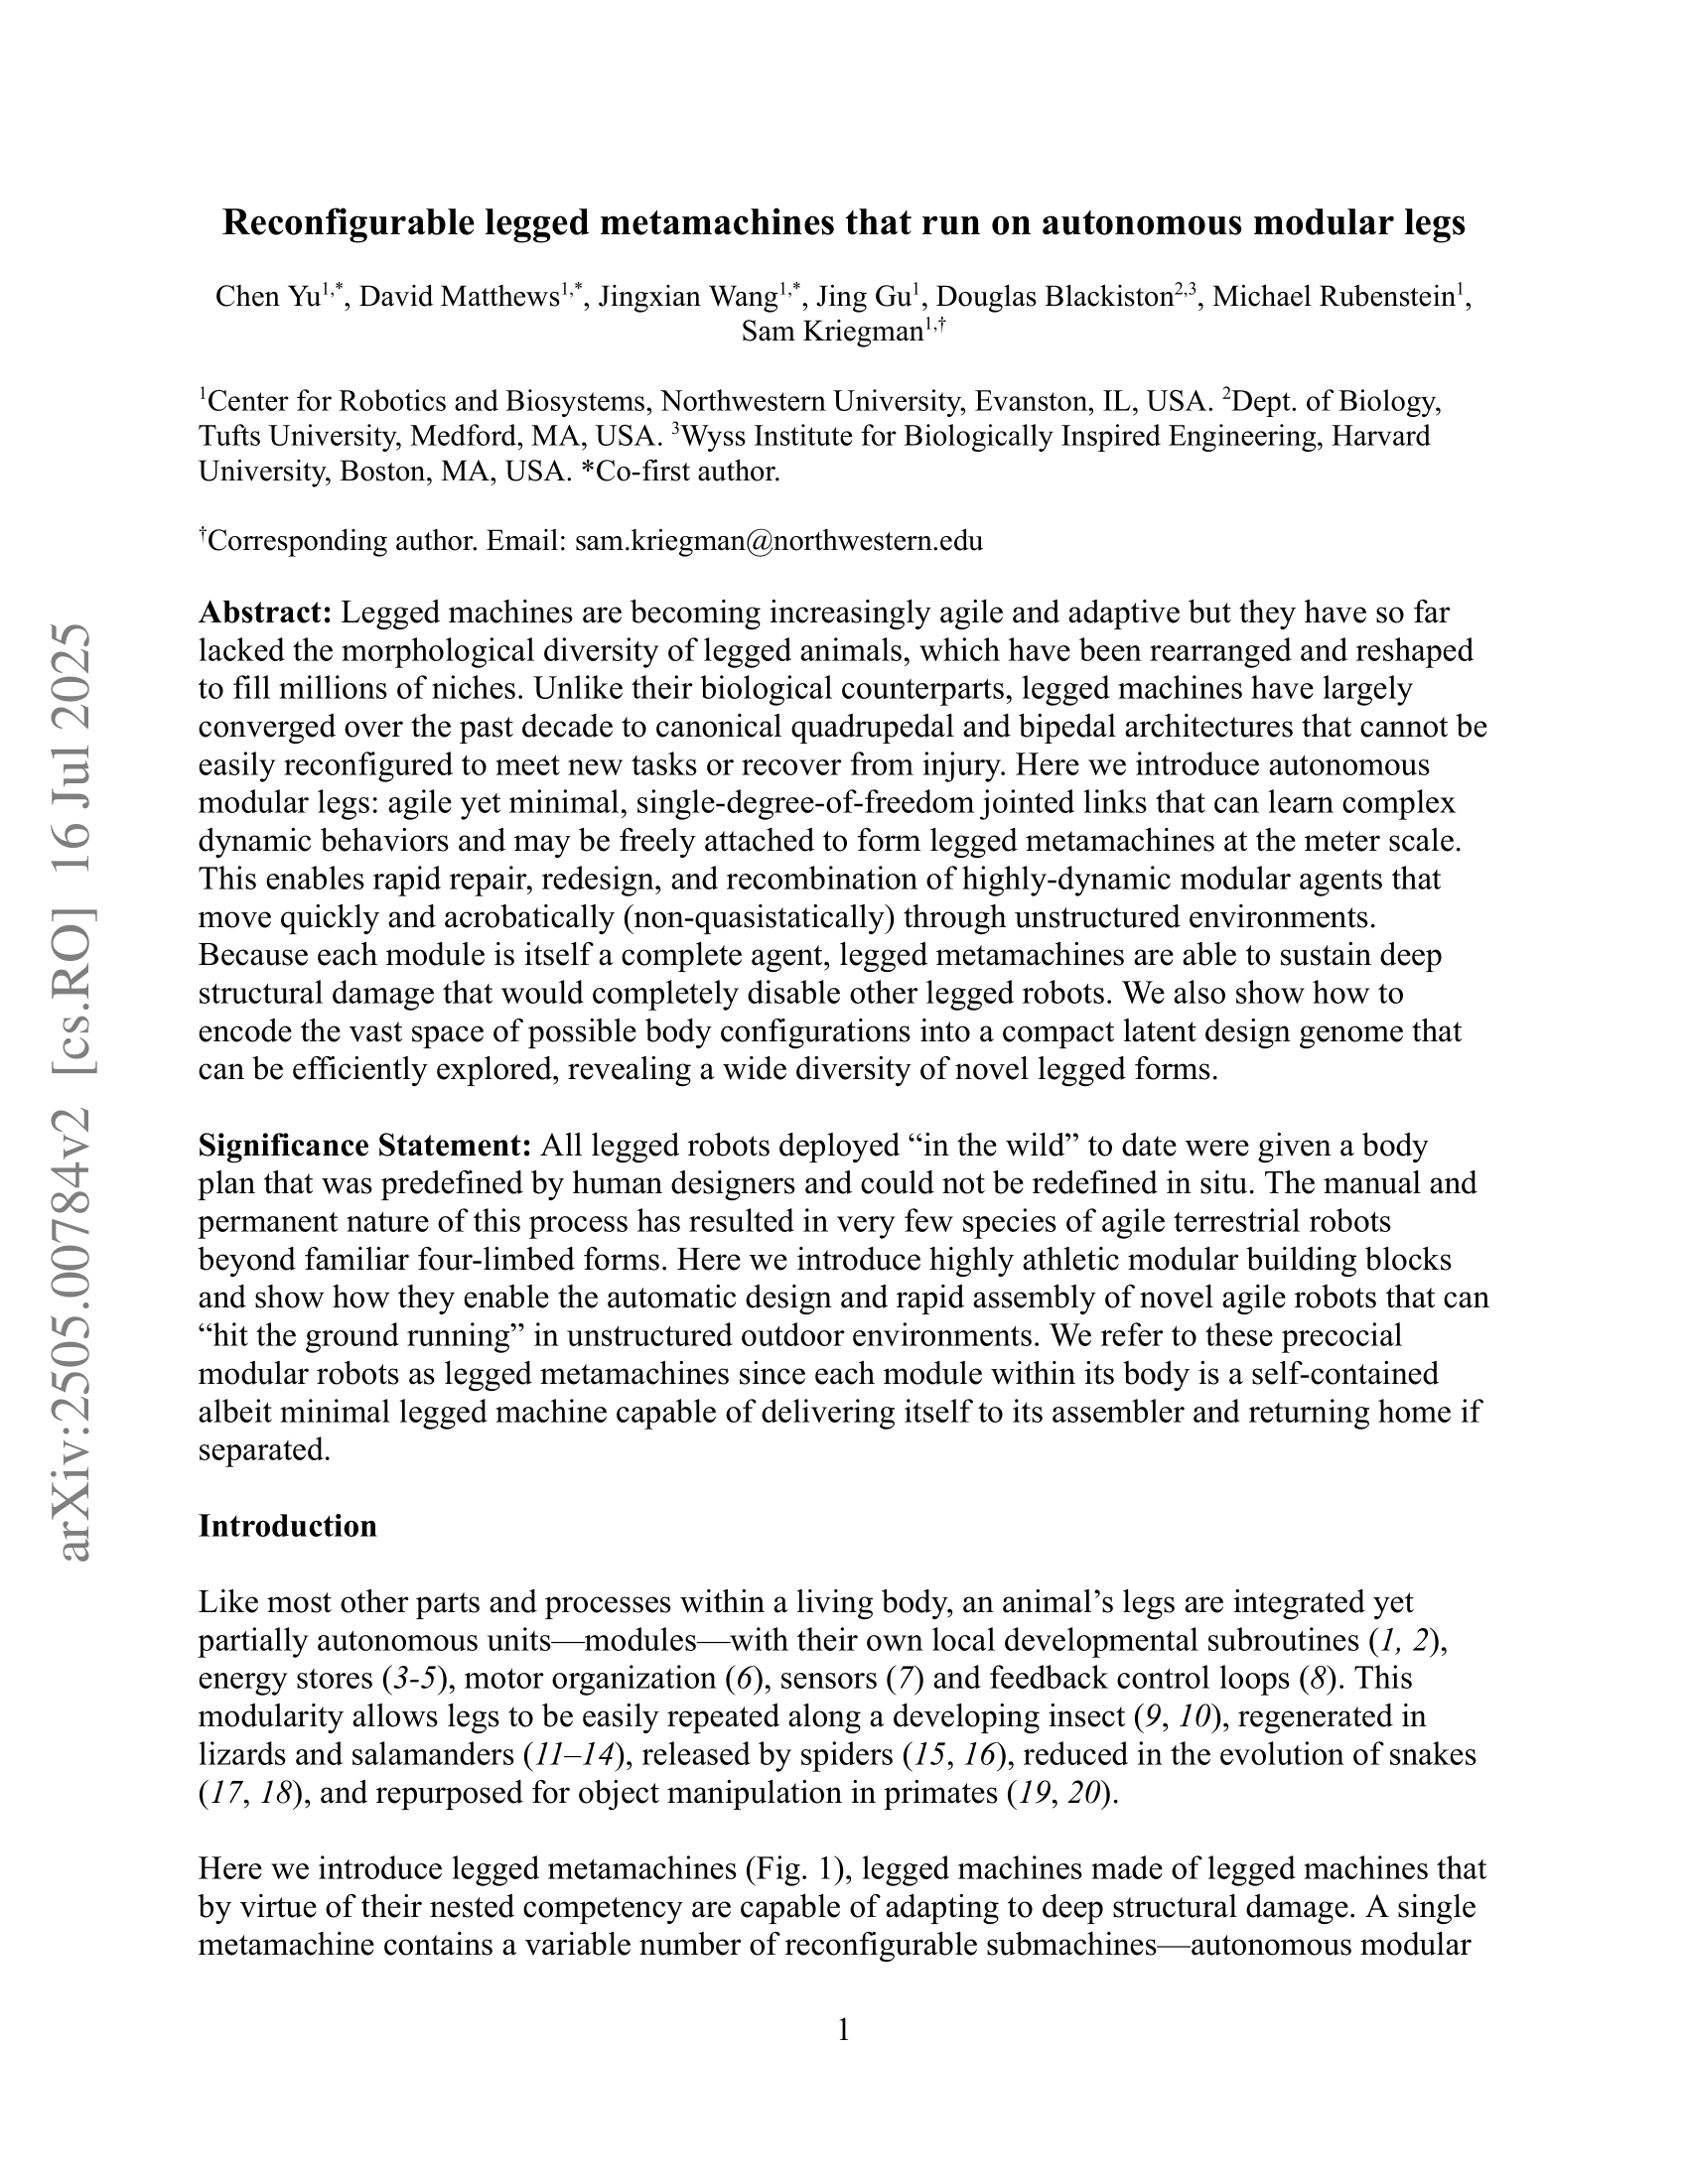 Reconfigurable legged metamachines that run on autonomous modular legs
Chen Yu1,*, David Matthews1,*, Jingxian Wang1,*, Jing Gu1, Douglas Blackiston2,3, Michael Rubenstein1,
Sam Kriegman1,†
1Center for Robotics and Biosystems, Northwestern University, Evanston, IL, USA. 2Dept. of Biology,
Tufts University, Medford, MA, USA. 3Wyss Institute for Biologically Inspired Engineering, Harvard
University, Boston, MA, USA. *Co-first author.
†Corresponding author. Email: sam.kriegman@northwestern.edu
Abstract: Legged machines are becoming increasingly agile and adaptive but they have so far
lacked the morphological diversity of legged animals, which have been rearranged and reshaped
to fill millions of niches. Unlike their biological counterparts, legged machines have largely
converged over the past decade to canonical quadrupedal and bipedal architectures that cannot be
easily reconfigured to meet new tasks or recover from injury. Here we introduce autonomous
modular legs: agile yet minimal, single-degree-of-freedom jointed links that can learn complex
dynamic behaviors and may be freely attached to form legged metamachines at the meter scale.
This enables rapid repair, redesign, and recombination of highly-dynamic modular agents that
move quickly and acrobatically (non-quasistatically) through unstructured environments.
Because each module is itself a complete agent, legged metamachines are able to sustain deep
structural damage that would completely disable other legged robots. We also show how to
encode the vast space of possible body configurations into a compact latent design genome that
can be efficiently explored, revealing a wide diversity of novel legged forms.
Significance Statement: All legged robots deployed “in the wild” to date were given a body
plan that was predefined by human designers and could not be redefined in situ. The manual and
permanent nature of this process has resulted in very few species of agile terrestrial robots
beyond familiar four-limbed forms. Here we introduce highly athletic modular building blocks
and show how they enable the automatic design and rapid assembly of novel agile robots that can
“hit the ground running” in unstructured outdoor environments. We refer to these precocial
modular robots as legged metamachines since each module within its body is a self-contained
albeit minimal legged machine capable of delivering itself to its assembler and returning home if
separated.
Introduction
Like most other parts and processes within a living body, an animal’s legs are integrated yet
partially autonomous units—modules—with their own local developmental subroutines (1, 2),
energy stores (3-5), motor organization (6), sensors (7) and feedback control loops (8). This
modularity allows legs to be easily repeated along a developing insect (9, 10), regenerated in
lizards and salamanders (11–14), released by spiders (15, 16), reduced in the evolution of snakes
(17, 18), and repurposed for object manipulation in primates (19, 20).
Here we introduce legged metamachines (Fig. 1), legged machines made of legged machines that
by virtue of their nested competency are capable of adapting to deep structural damage. A single
metamachine contains a variable number of reconfigurable submachines—autonomous modular
1
arXiv:2505.00784v2 [cs.RO] 16 Jul 2025